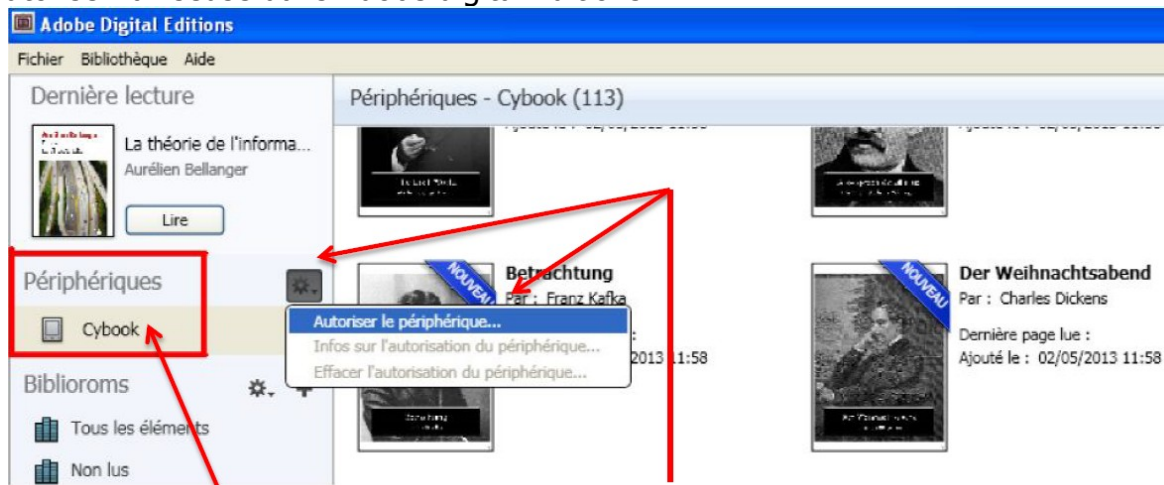 Adobe Digital Editions
Fichier Bibliothèque Aide
Dernière lecture
La théorie de l'informa...
Aurélien Bellanger
Lire
Périphériques
Cybook
Biblioroms
Tous les éléments
Non lus
Périphériques - Cybook (113)
NOUVEAU
Betrachtung
Par : Franz Kafka
2013 11:58
Autoriser le périphérique...
Infos sur l'autorisation du périphérique...
Effacer l'autorisation du périphérique...
NOUVEAU
Der Weihnachtsabend
Par : Charles Dickens
Dernière page lue :
Ajouté le : 02/05/2013 11:58